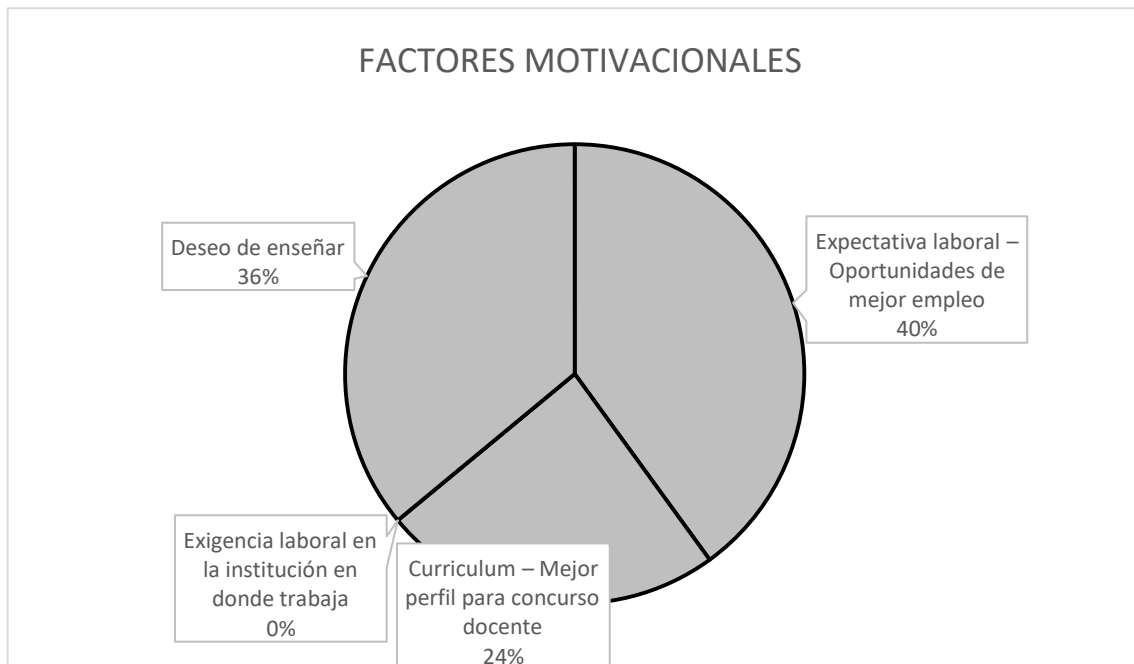 FACTORES MOTIVACIONALES
Deseo de enseñar
36%
Expectativa laboral –
Oportunidades de
mejor empleo
40%
Exigencia laboral en
la institución en
donde trabaja
0%
Curriculum – Mejor
perfil para concurso
docente
24%